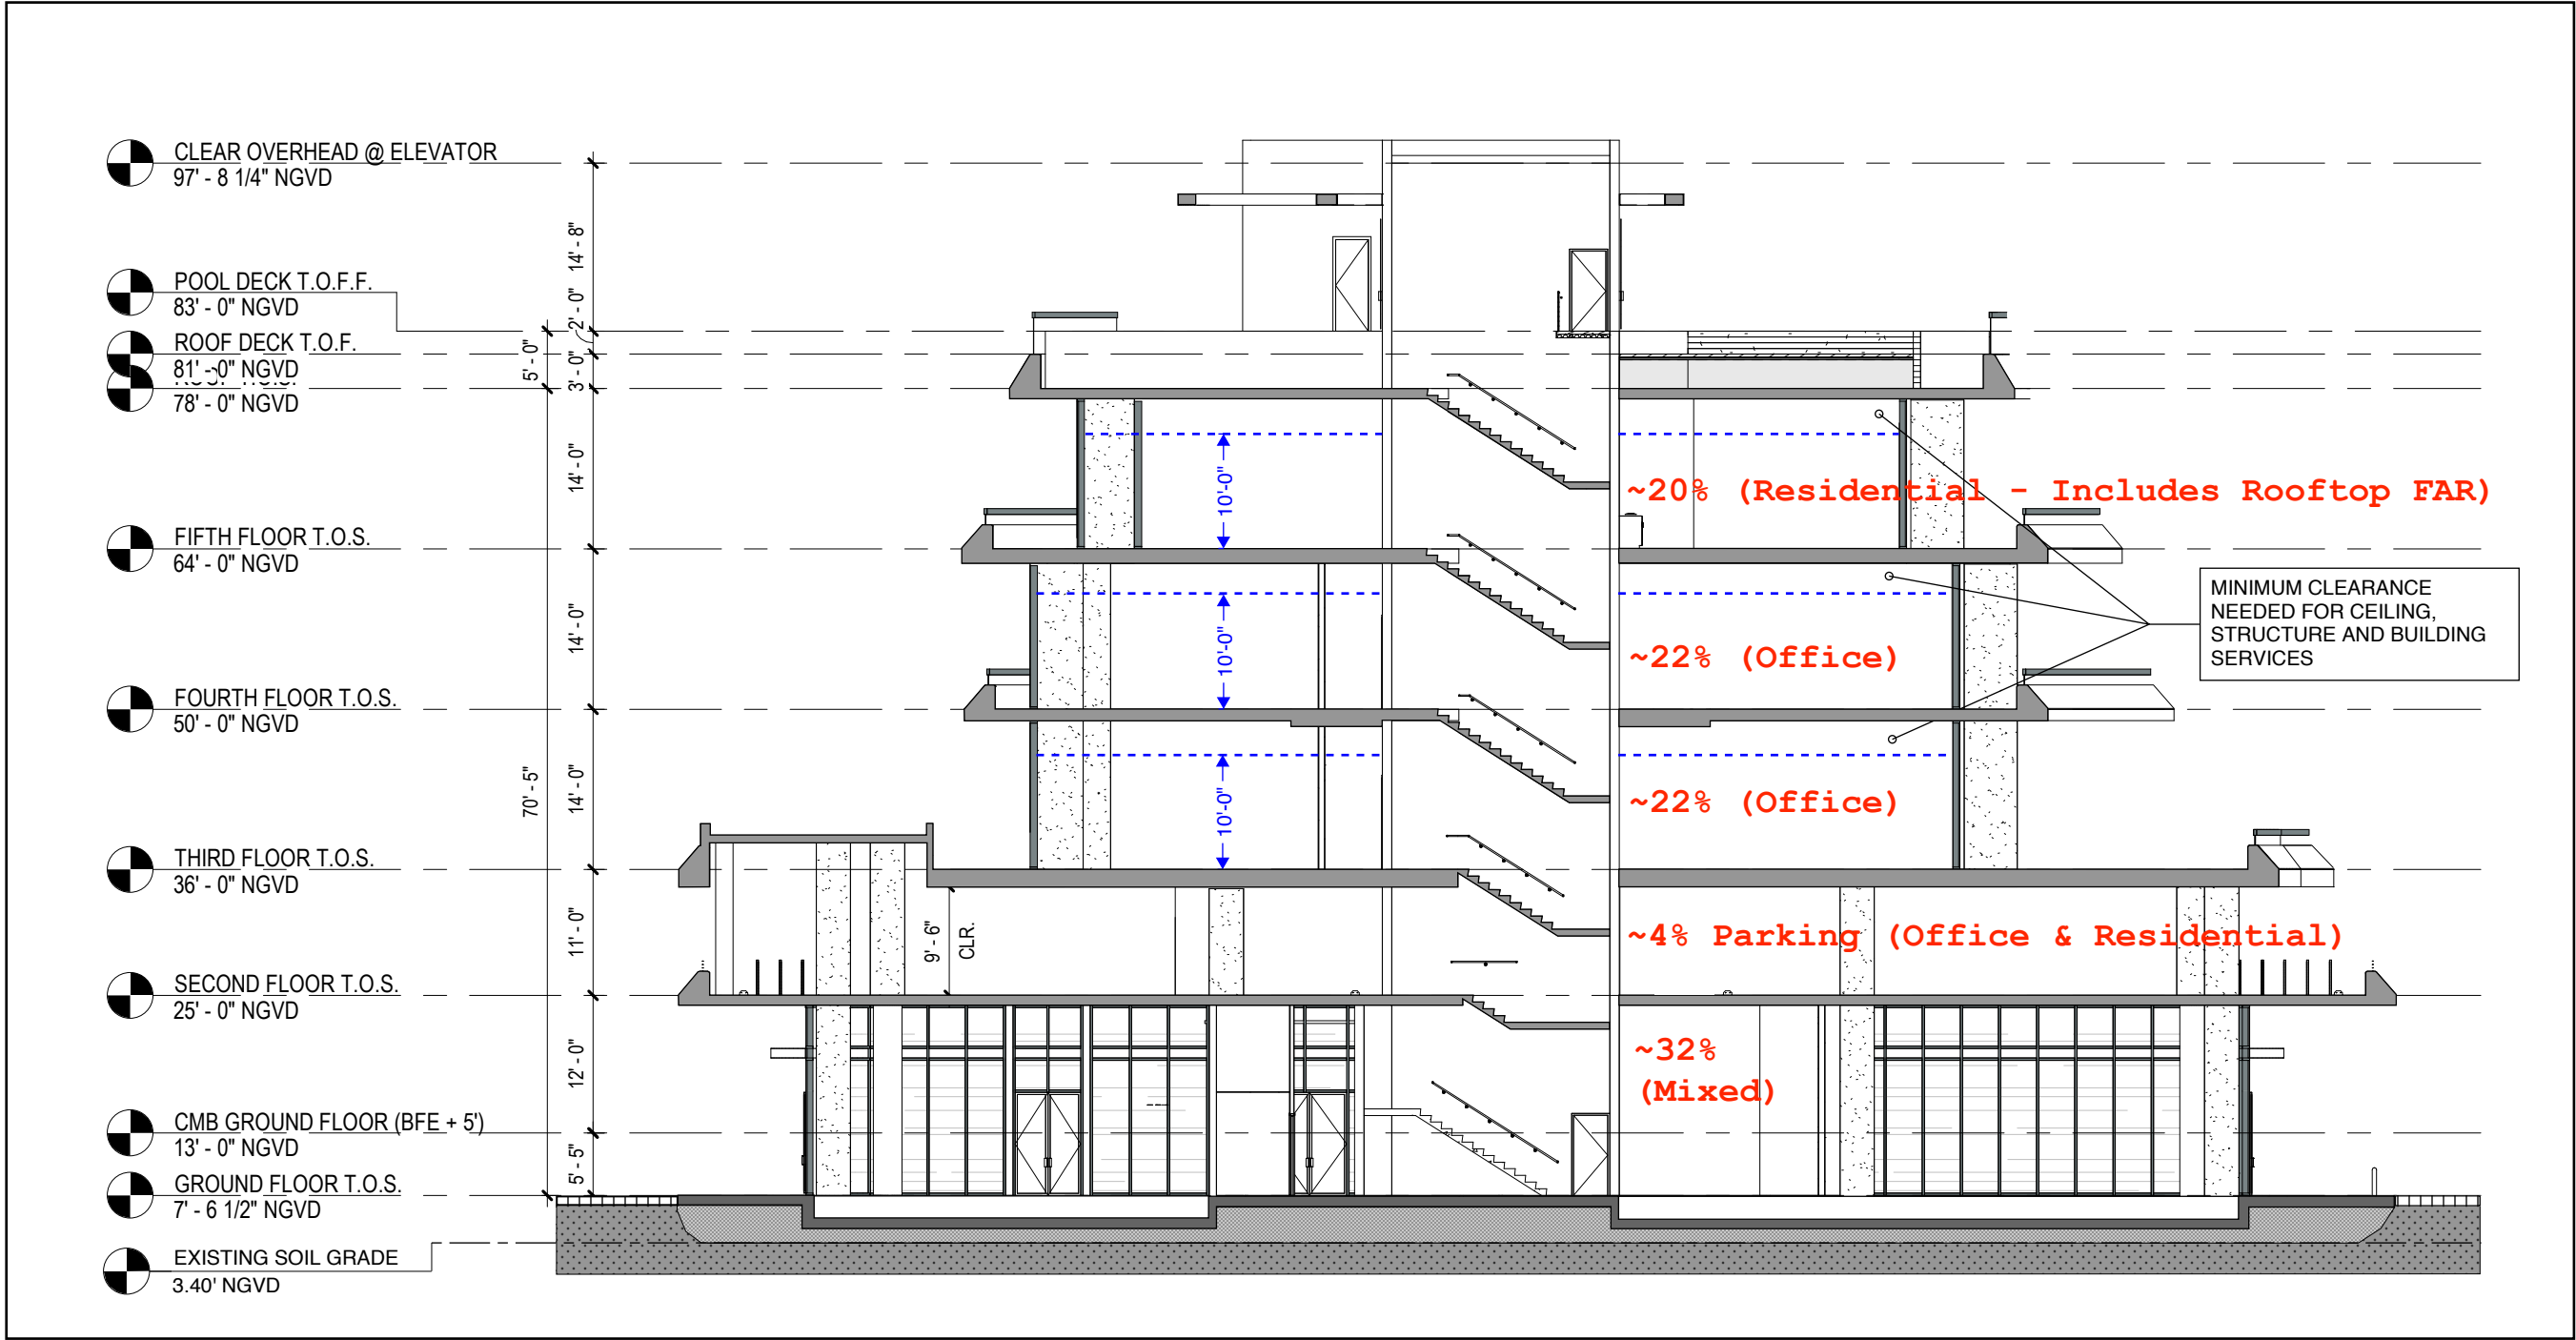 CLEAR OVERHEAD @ ELEVATOR
97' - 8 1/4" NGVD
14' - 8"
POOL DECK T.O.F.F.
83' - 0" NGVD
2' - 0"
ROOF DECK T.O.F.
81' - 0" NGVD
5' - 0"
3' - 0"
78' - 0" NGVD
14' - 0"
10'-0"
~20% (Residential - Includes Rooftop FAR)
FIFTH FLOOR T.O.S.
64' - 0" NGVD
14' - 0"
10'-0"
~22% (Office)
MINIMUM CLEARANCE
NEEDED FOR CEILING,
STRUCTURE AND BUILDING
SERVICES
FOURTH FLOOR T.O.S.
50' - 0" NGVD
70' - 5"
14' - 0"
10'-0"
~22% (Office)
THIRD FLOOR T.O.S.
36' - 0" NGVD
11' - 0"
9' - 6"
CLR.
~4% Parking (Office & Residential)
SECOND FLOOR T.O.S.
25' - 0" NGVD
12' - 0"
~32%
(Mixed)
CMB GROUND FLOOR (BFE + 5')
13' - 0" NGVD
5' - 5"
GROUND FLOOR T.O.S.
7' - 6 1/2" NGVD
EXISTING SOIL GRADE
3.40' NGVD